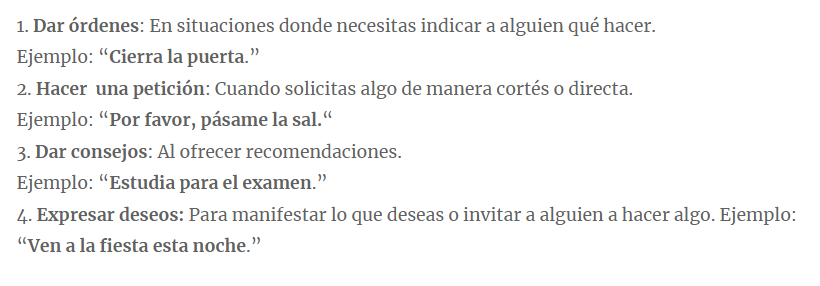 1. Dar órdenes: En situaciones donde necesitas indicar a alguien qué hacer.
Ejemplo: “Cierra la puerta.”
2. Hacer  una petición: Cuando solicitas algo de manera cortés o directa.
Ejemplo: “Por favor, pásame la sal.“
3. Dar consejos: Al ofrecer recomendaciones.
Ejemplo: “Estudia para el examen.”
4. Expresar deseos: Para manifestar lo que deseas o invitar a alguien a hacer algo. Ejemplo:
“Ven a la fiesta esta noche.”